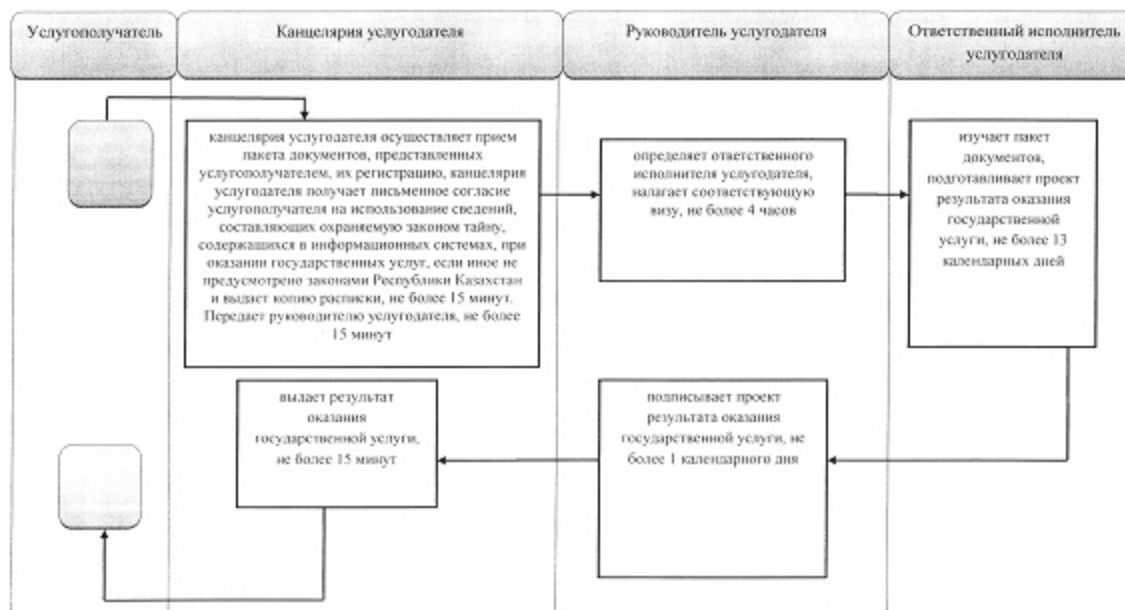 Услугополучатель
Канцелярия услугодателя
Руководитель услугодателя
Ответственный исполнитель
услугодателя
канцелярия услугодателя осуществляет прием
пакета документов, представленных
услугополучателем, их регистрацию, канцелярия
услугодателя получает письменное согласие
услугополучателя на использование сведений,
составляющих охраняемую законом тайну,
содержащихся в информационных системах, при
оказании государственных услуг, если иное не
предусмотрено законами Республики Казахстан
и выдает копию расписки, не более 15 минут.
Передает руководителю услугодателя, не более
15 минут
определяет ответственного
исполнителя услугодателя,
налагает соответствующую
визу, не более 4 часов
изучает пакет
документов,
подготавливает проект
результата оказания
государственной
услуги, не более 13
календарных дней
выдает результат
оказания
государственной услуги,
не более 15 минут
подписывает проект
результата оказания
государственной услуги, не
более 1 календарного дня